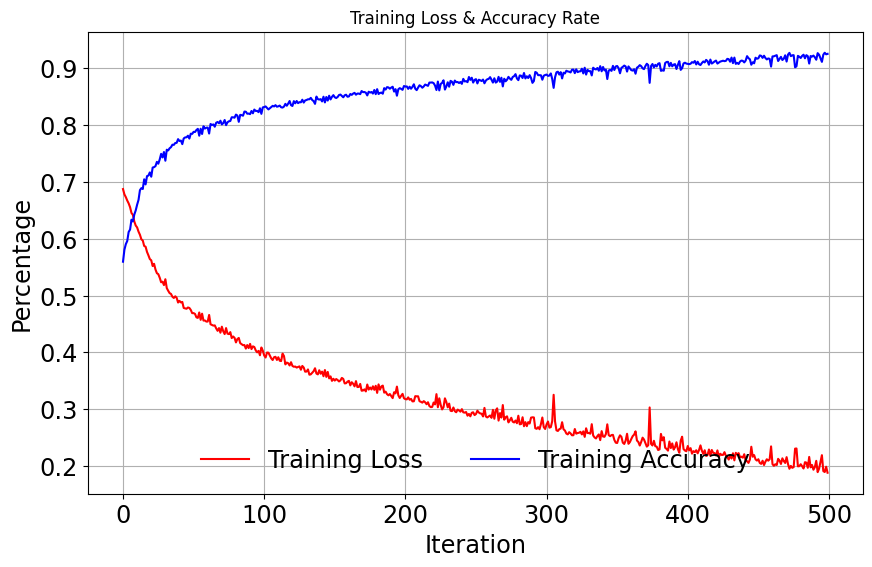 Training Loss & Accuracy Rate
0.9
0.8
0.7
0.6
0.5
0.4
0.3
0.2
Percentage
Training Loss Training Accuracy
0 100 200 300 400 500
Iteration